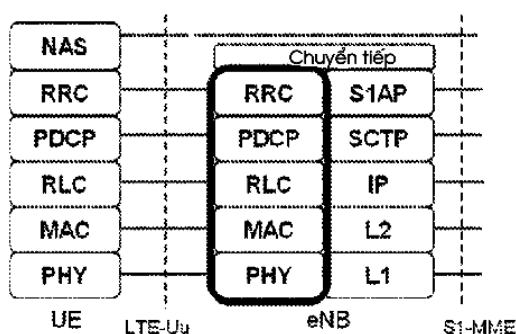 NAS
Chuyển tiếp
RRC RRC S1AP
PDCP PDCP SCTP
RLC RLC IP
MAC MAC L2
PHY PHY L1
UE LTE-Uu eNB S1-MME